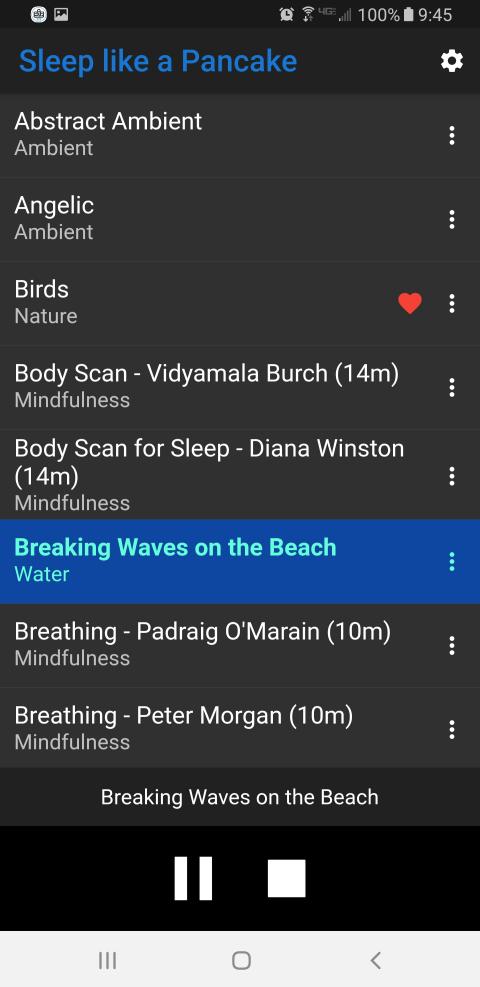 100% 9:45
Sleep like a Pancake
Abstract Ambient
Ambient
Angelic
Ambient
Birds
Nature
Body Scan - Vidyamala Burch (14m)
Mindfulness
Body Scan for Sleep - Diana Winston
(14m)
Mindfulness
Breaking Waves on the Beach
Water
Breathing - Padraig O'Marain (10m)
Mindfulness
Breathing - Peter Morgan (10m)
Mindfulness
Breaking Waves on the Beach